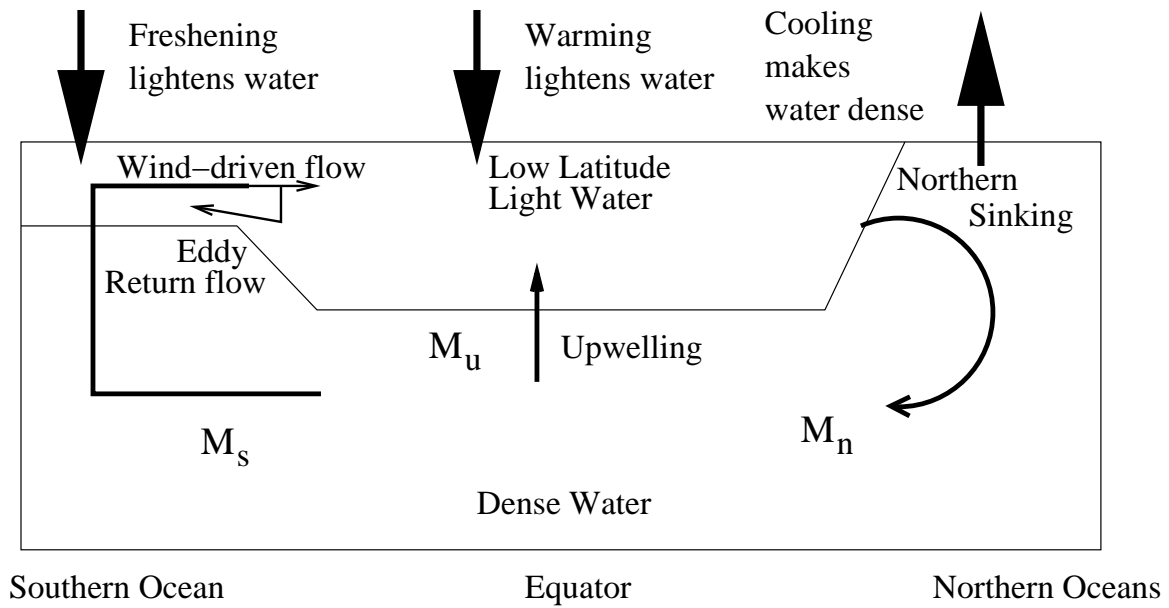 Freshening
lightens water
Warming
lightens water
Cooling
makes
water dense
Wind–driven flow
Low Latitude
Light Water
Northern
Sinking
Eddy
Return flow
M_u
Upwelling
M_s
M_n
Dense Water
Southern Ocean
Equator
Northern Oceans